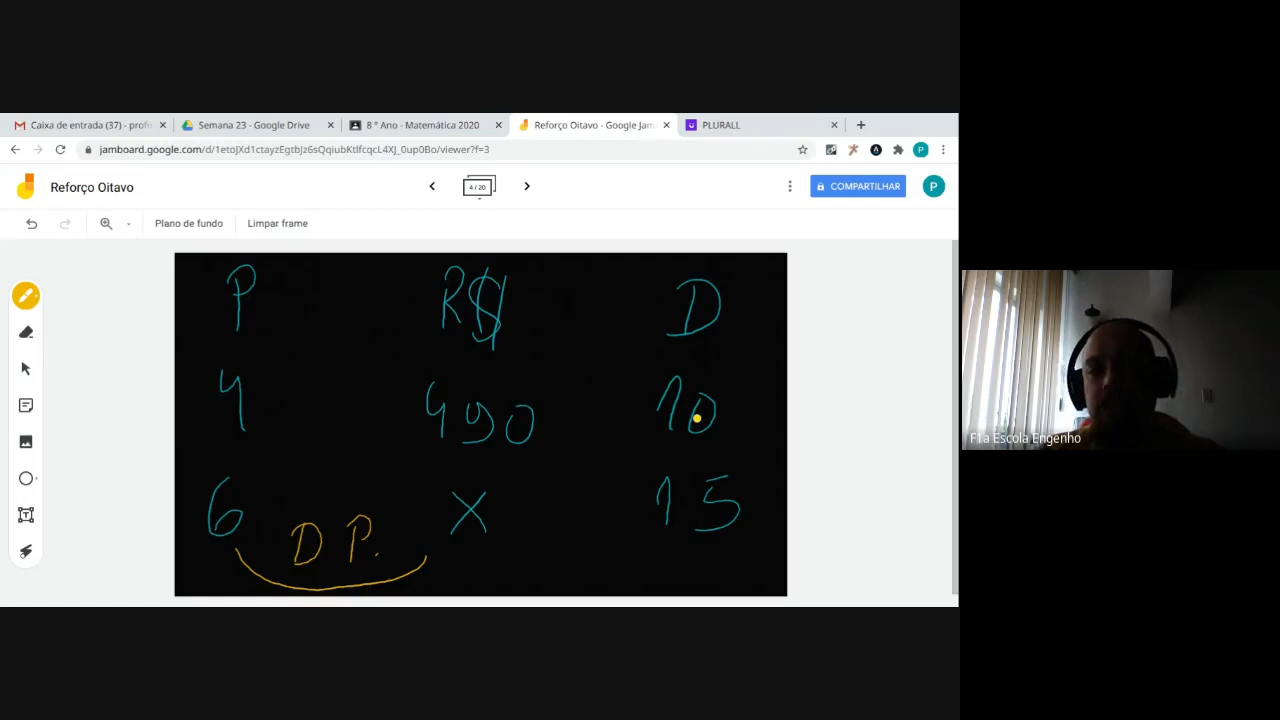 Caixa de entrada (37) - profi
Semana 23 - Google Drive
8 º Ano - Matemática 2020
Reforço Oitavo - Google Jam
PLURALL
jamboard.google.com/d/1etoJXd1ctayzEgtbJz6sQqiubKtlfcqcL4XJ_0up0Bo/viewer?f=3
P
Reforço Oitavo
4 / 20
COMPARTILHAR
P
Plano de fundo
Limpar frame
P R$ D
4 490 10
6 X 15
D P.
F1a Escola Engenho